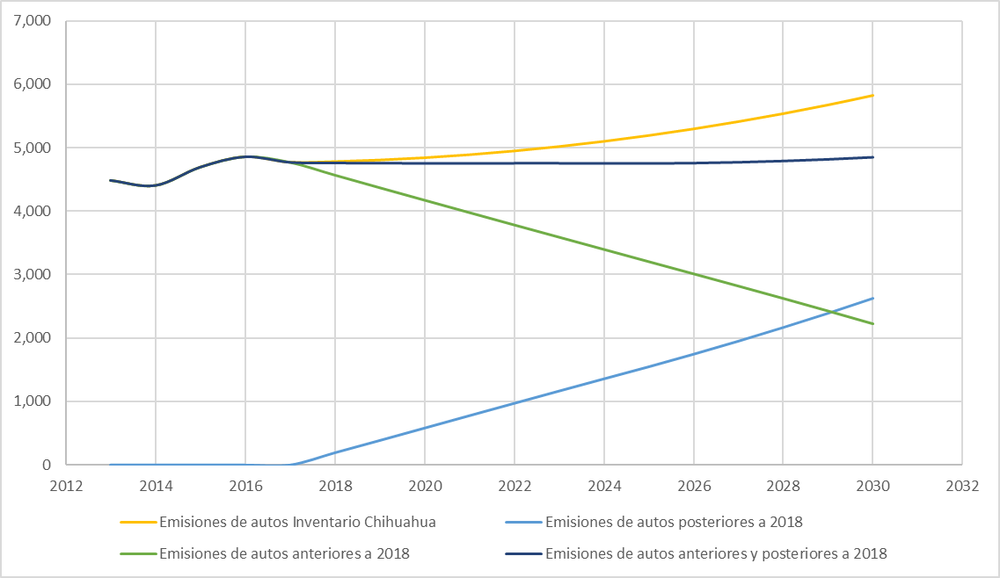 7,000
6,000
5,000
4,000
3,000
2,000
1,000
0
2012 2014 2016 2018 2020 2022 2024 2026 2028 2030 2032
Emisiones de autos Inventario Chihuahua Emisiones de autos posteriores a 2018
Emisiones de autos anteriores a 2018 Emisiones de autos anteriores y posteriores a 2018